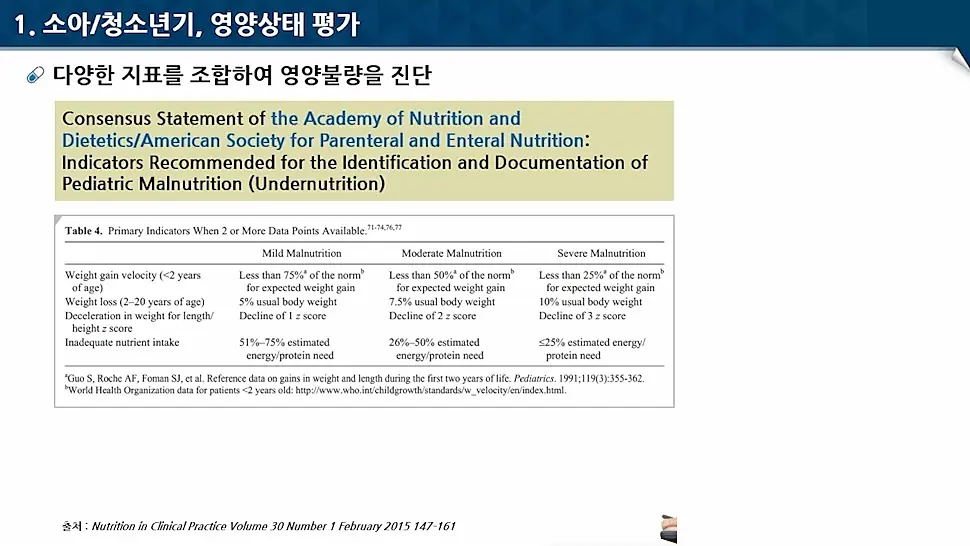 1. 소아/청소년기, 영양상태 평가
다양한 지표를 조합하여 영양불량을 진단
Consensus Statement of the Academy of Nutrition and
Dietetics/American Society for Parenteral and Enteral Nutrition:
Indicators Recommended for the Identification and Documentation of
Pediatric Malnutrition (Undernutrition)
Table 4. Primary Indicators When 2 or More Data Points Available.71-74,76,77
Mild Malnutrition Moderate Malnutrition Severe Malnutrition
Weight gain velocity (<2 years Less than 75%a of the normb Less than 50%a of the normb Less than 25%a of the normb
of age) for expected weight gain for expected weight gain for expected weight gain
Weight loss (2–20 years of age) 5% usual body weight 7.5% usual body weight 10% usual body weight
Deceleration in weight for length/ Decline of 1 z score Decline of 2 z score Decline of 3 z score
height z score
Inadequate nutrient intake 51%–75% estimated 26%–50% estimated ≤25% estimated energy/
energy/protein need energy/protein need protein need
aGuo S, Roche AF, Foman SJ, et al. Reference data on gains in weight and length during the first two years of life. Pediatrics. 1991;119(3):355-362.
bWorld Health Organization data for patients <2 years old: http://www.who.int/childgrowth/standards/w_velocity/en/index.html.
출처 : Nutrition in Clinical Practice Volume 30 Number 1 February 2015 147-161